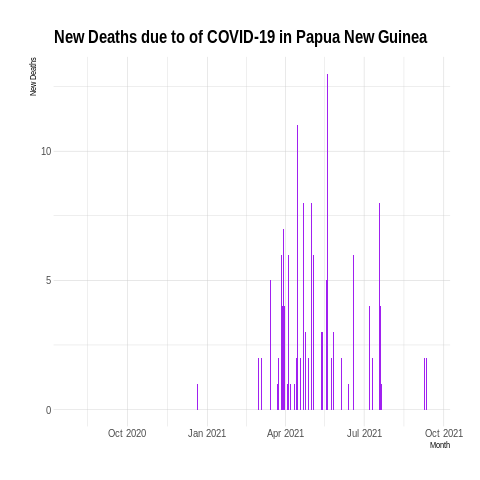 New Deaths due to of COVID-19 in Papua New Guinea
New Deaths
10
5
0
Oct 2020 Jan 2021 Apr 2021 Jul 2021 Oct 2021
Month